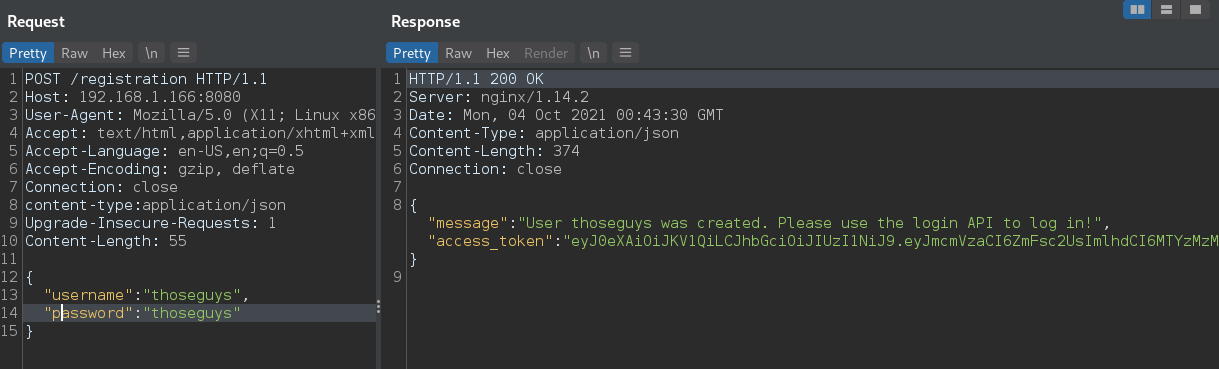 Request
Pretty Raw Hex \n
1 POST /registration HTTP/1.1
2 Host: 192.168.1.166:8080
3 User-Agent: Mozilla/5.0 (X11; Linux x86
4 Accept: text/html,application/xhtml+xml
5 Accept-Language: en-US,en;q=0.5
6 Accept-Encoding: gzip, deflate
7 Connection: close
8 content-type:application/json
9 Upgrade-Insecure-Requests: 1
10 Content-Length: 55
11
12 {
13 "username":"thoseguys",
14 "password":"thoseguys"
15 }
Response
Pretty Raw Hex Render \n
1 HTTP/1.1 200 OK
2 Server: nginx/1.14.2
3 Date: Mon, 04 Oct 2021 00:43:30 GMT
4 Content-Type: application/json
5 Content-Length: 374
6 Connection: close
7
8 {
"message":"User thoseguys was created. Please use the login API to log in!",
"access_token":"eyJ0eXAiOiJKV1QiLCJhbGciOiJIUzI1NiJ9.eyJmcmVzaCI6ZmFsc2UsImlhdCI6MTYzMzM
}
9